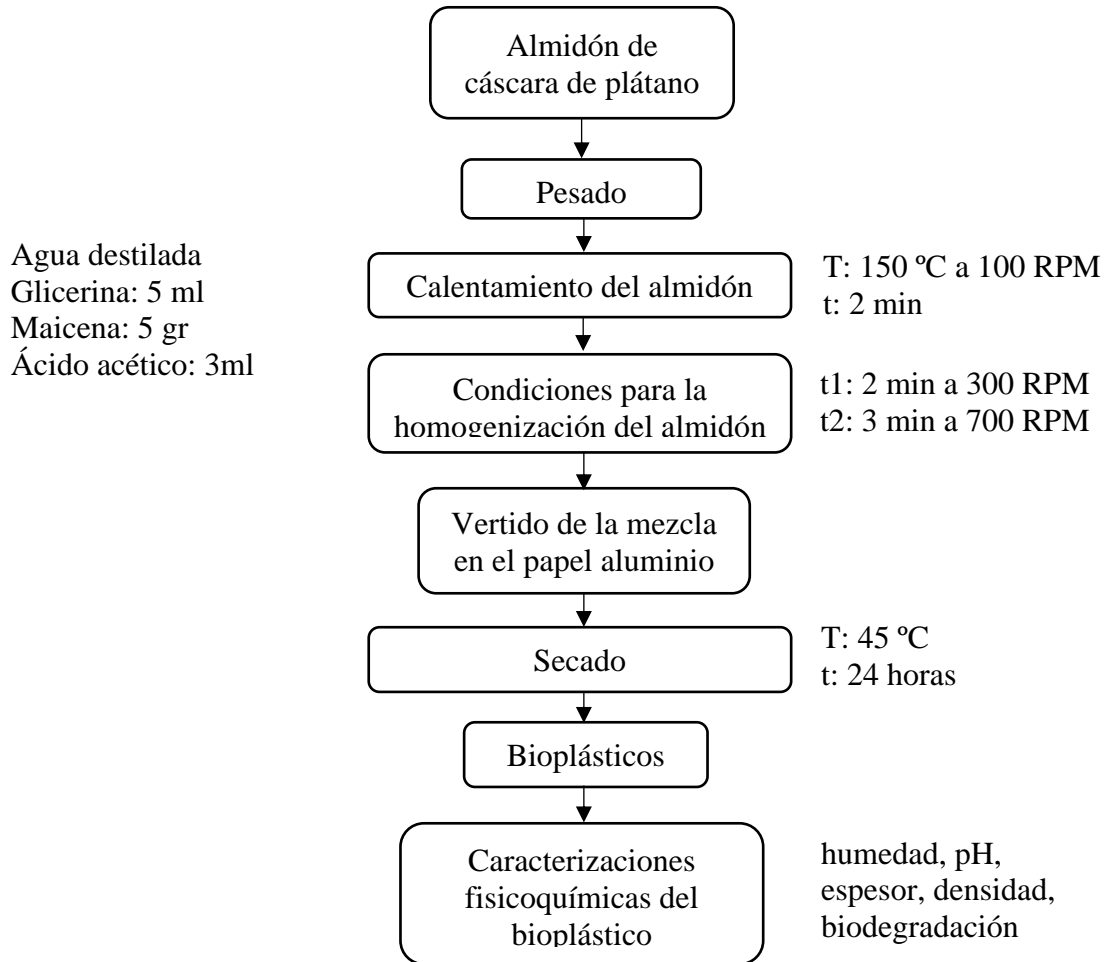 Almidón de
cáscara de plátano
Pesado
Agua destilada
Glicerina: 5 ml
Maicena: 5 gr
Ácido acético: 3ml
Calentamiento del almidón
T: 150 ºC a 100 RPM
t: 2 min
Condiciones para la
homogenización del almidón
t1: 2 min a 300 RPM
t2: 3 min a 700 RPM
Vertido de la mezcla
en el papel aluminio
Secado
T: 45 ºC
t: 24 horas
Bioplásticos
Caracterizaciones
fisicoquímicas del
bioplástico
humedad, pH,
espesor, densidad,
biodegradación